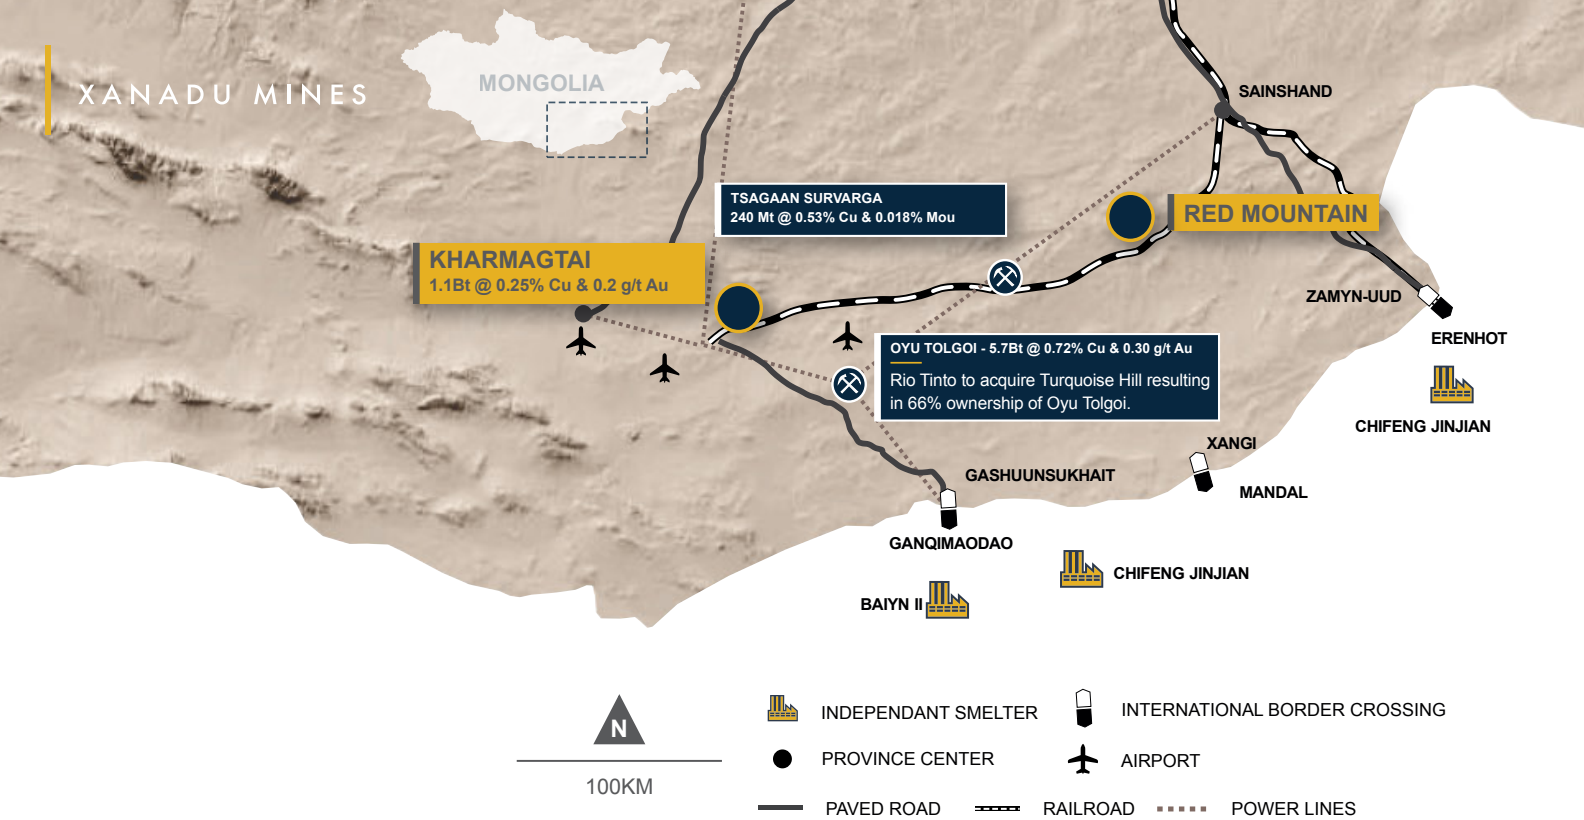 XANADU MINES
MONGOLIA
SAINSHAND
TSAGAAN SURVARGA
240 Mt @ 0.53% Cu & 0.018% Mou
RED MOUNTAIN
KHARMAGTAI
1.1Bt @ 0.25% Cu & 0.2 g/t Au
ZAMYN-UUD
ERENHOT
OYU TOLGOI - 5.7Bt @ 0.72% Cu & 0.30 g/t Au
Rio Tinto to acquire Turquoise Hill resulting
in 66% ownership of Oyu Tolgoi.
CHIFENG JINJIAN
XANGI
GASHUUNSUKHAIT
MANDAL
GANQIMAODAO
CHIFENG JINJIAN
BAIYN II
N
100KM
INDEPENDANT SMELTER
INTERNATIONAL BORDER CROSSING
PROVINCE CENTER
AIRPORT
PAVED ROAD
RAILROAD
POWER LINES